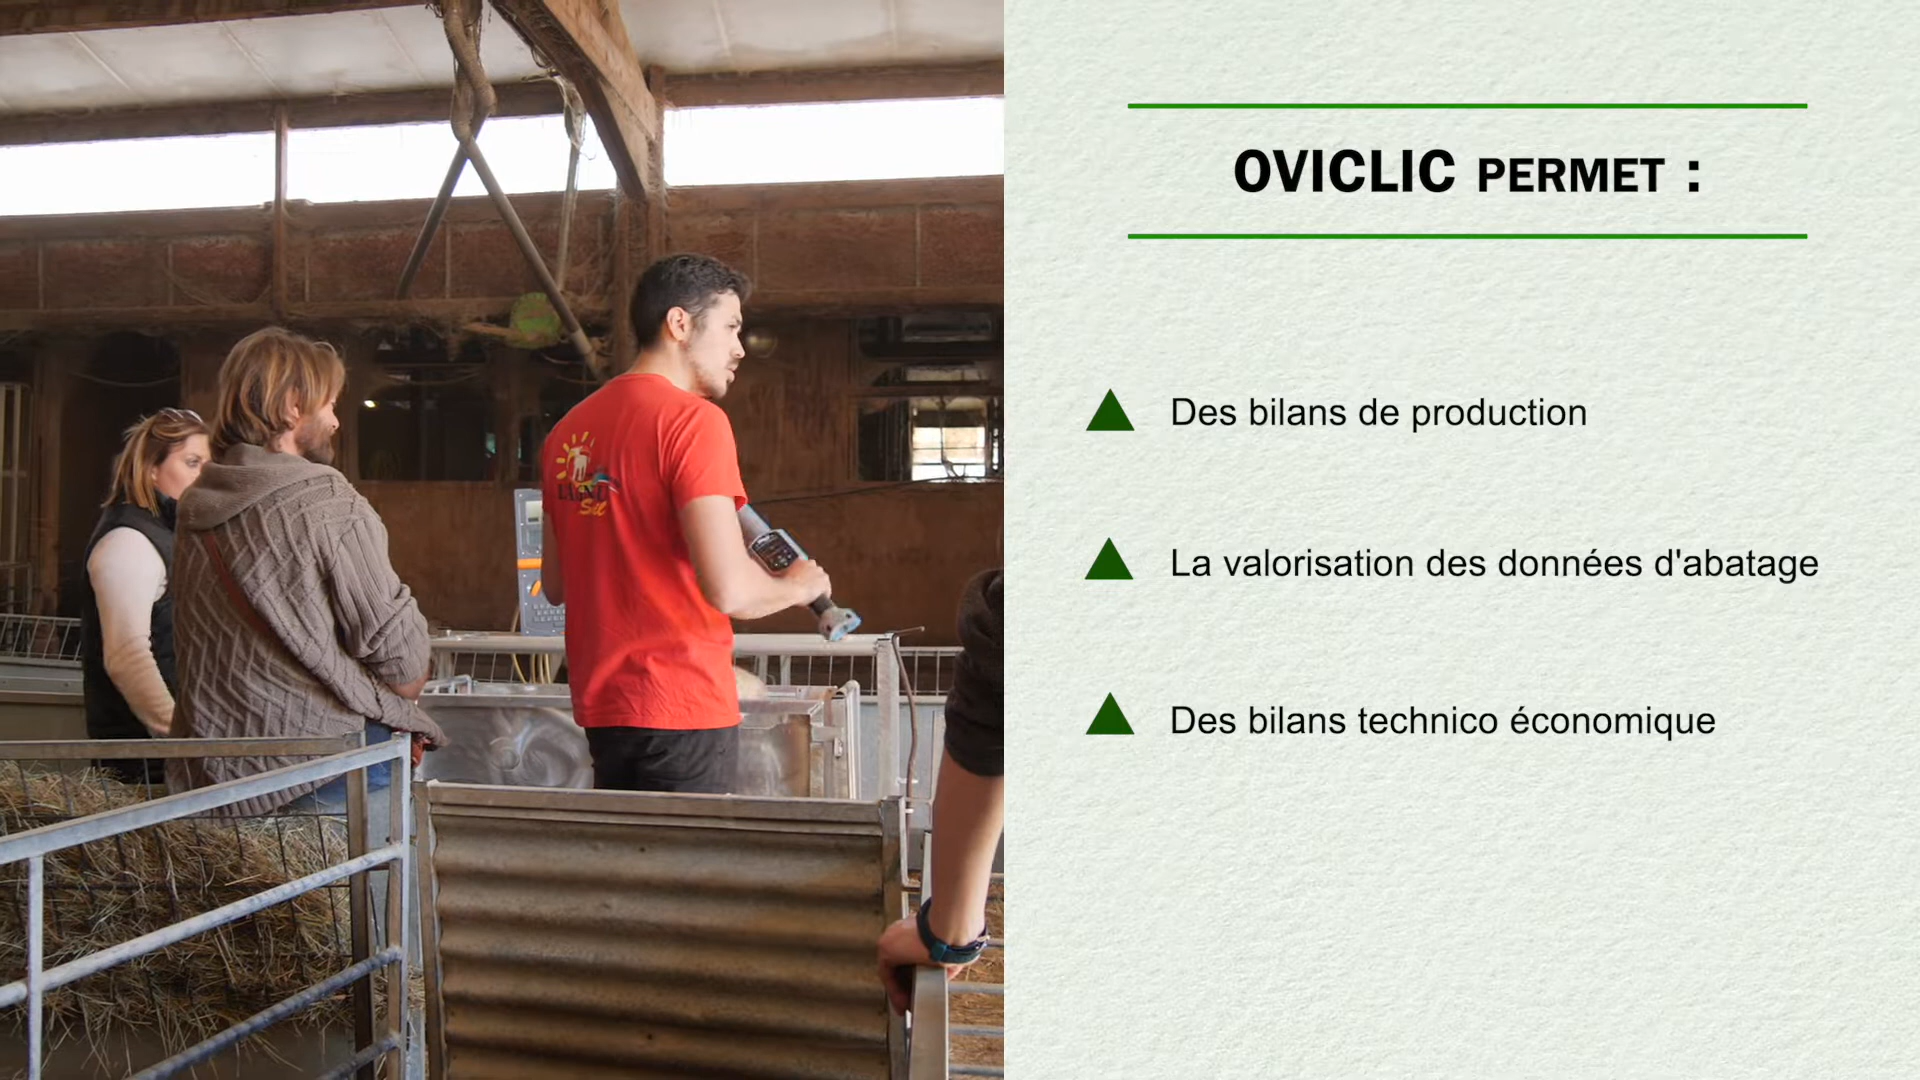 OVICLIC PERMET :
Des bilans de production
La valorisation des données d'abatage
Des bilans technico économique